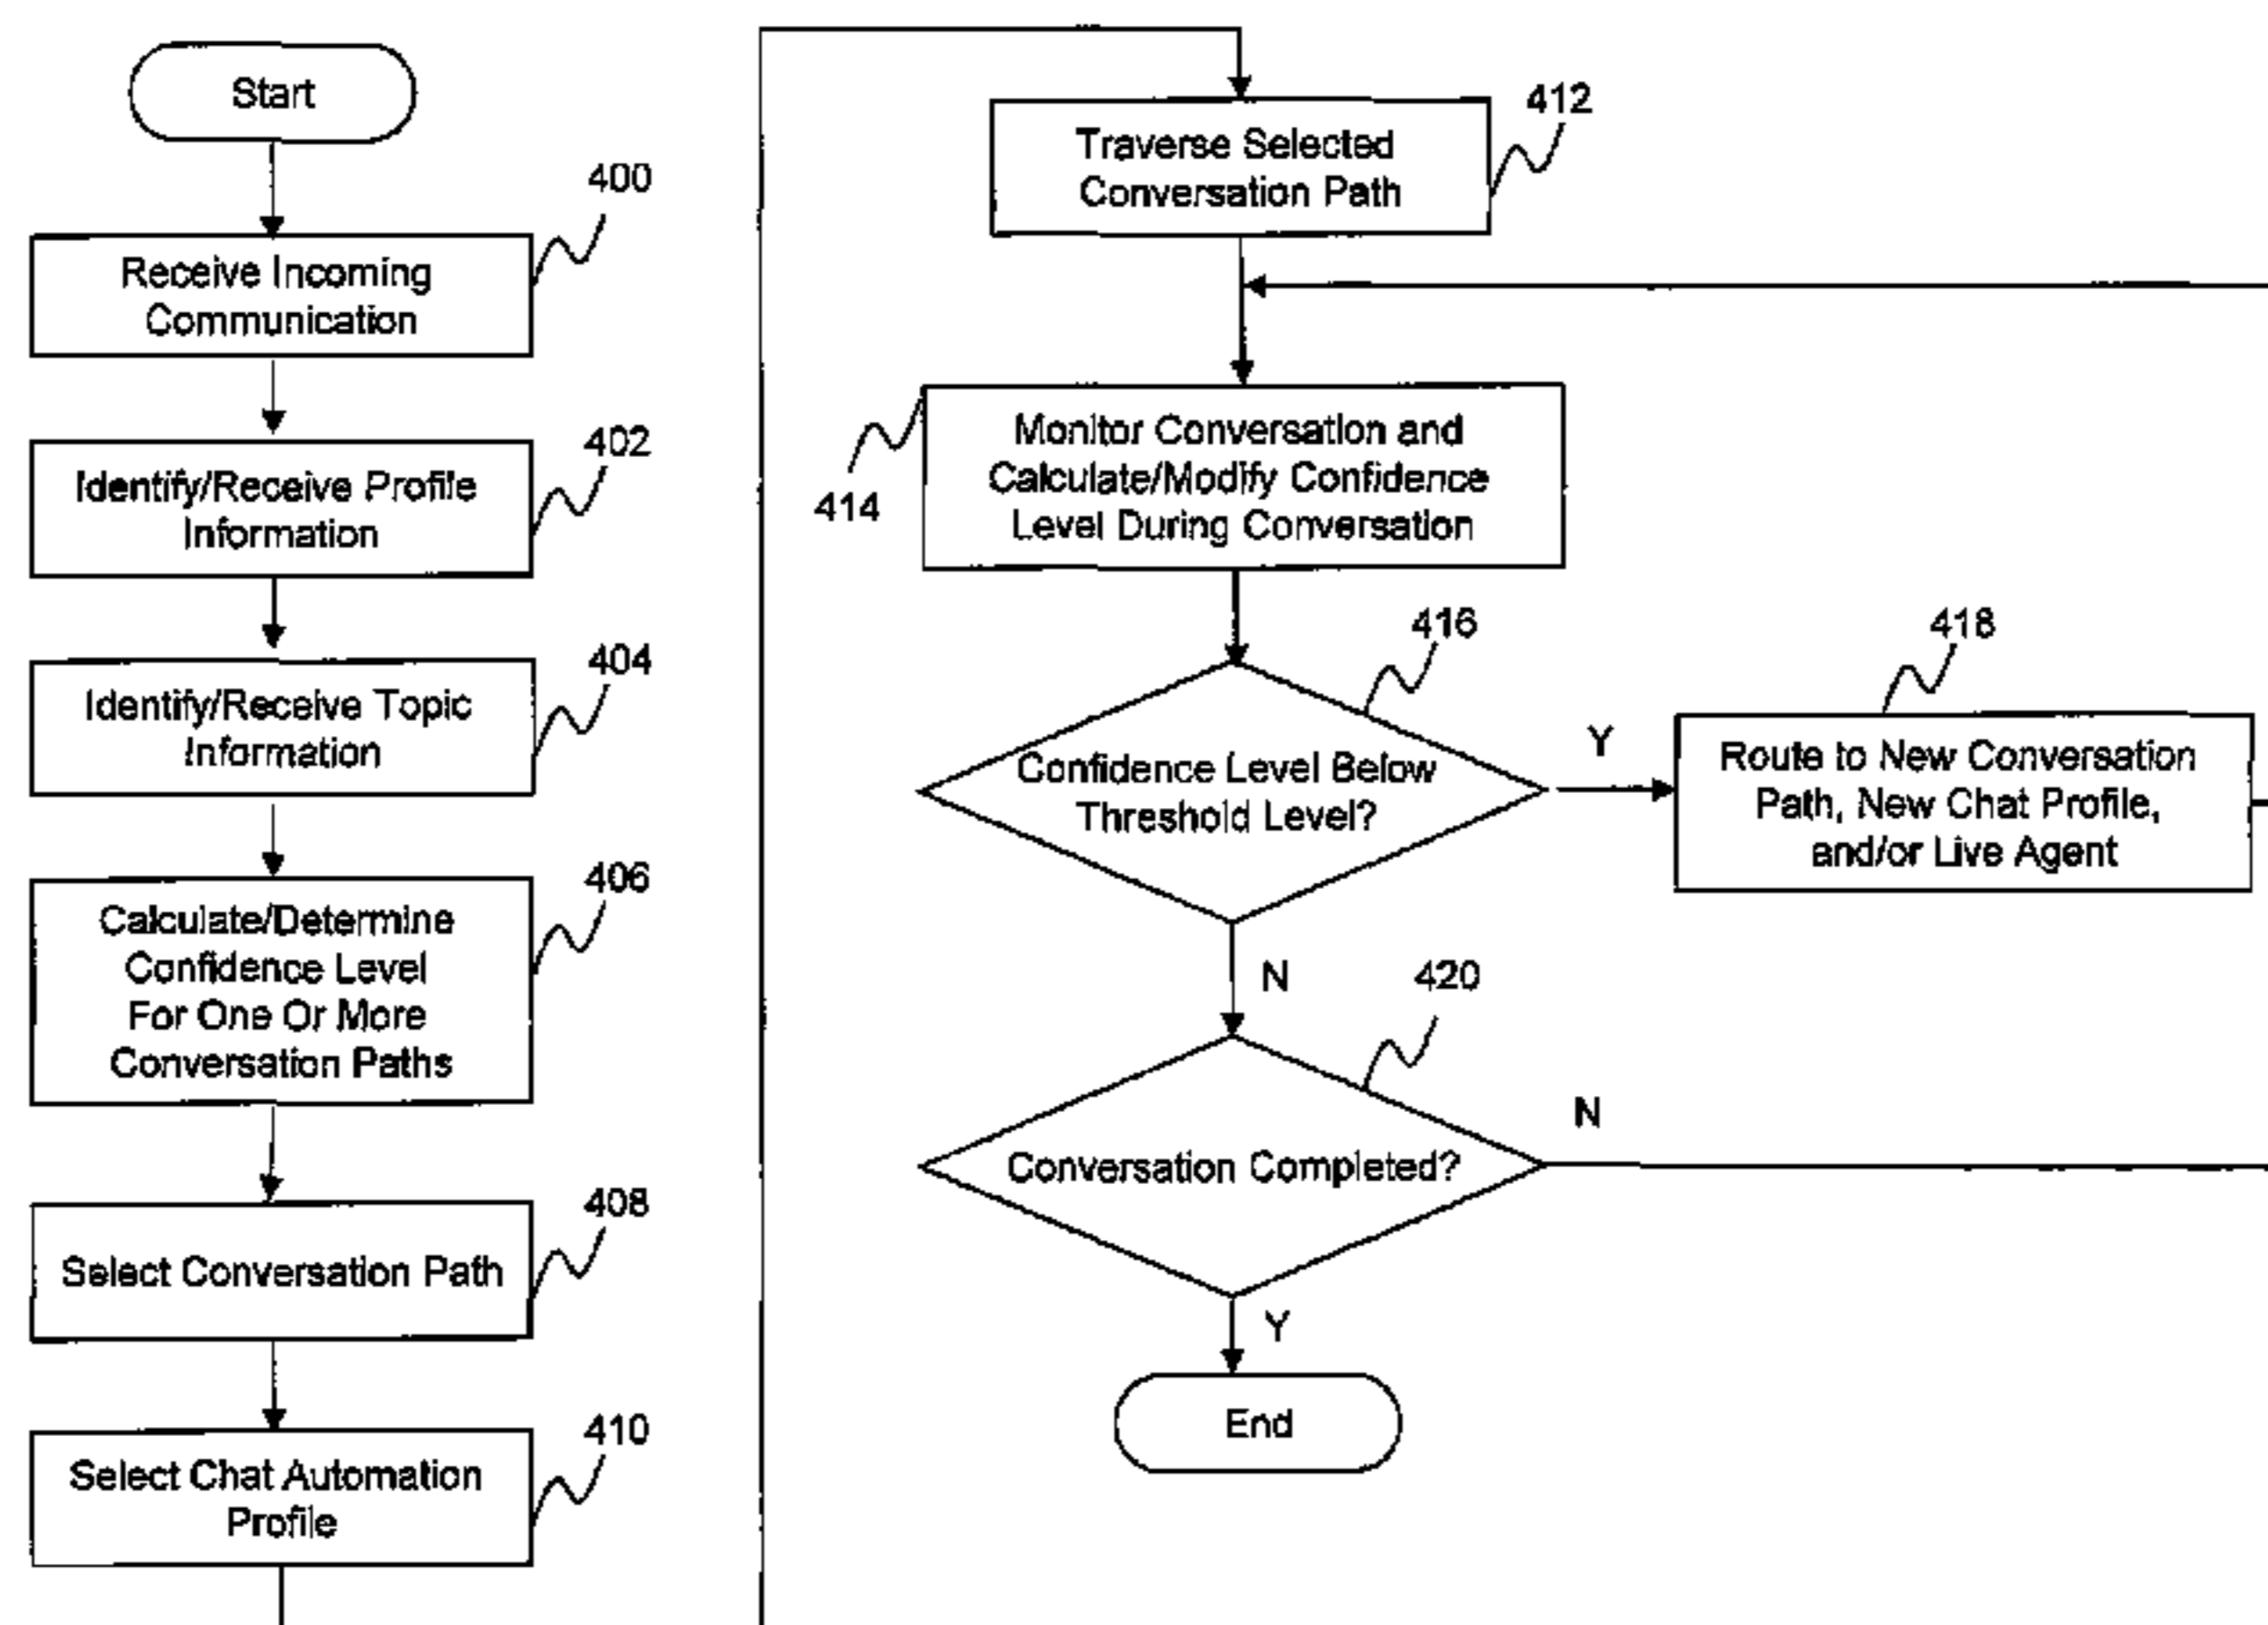 Start
400
Receive Incoming
Communication
402
Identify/Receive Profile
Information
404
Identify/Receive Topic
Information
406
Calculate/Determine
Confidence Level
For One Or More
Conversation Paths
408
Select Conversation Path
410
Select Chat Automation
Profile
412
Traverse Selected
Conversation Path
414
Monitor Conversation and
Calculate/Modify Confidence
Level During Conversation
416
Confidence Level Below
Threshold Level?
Y
418
Route to New Conversation
Path, New Chat Profile,
and/or Live Agent
N
420
Conversation Completed?
N
Y
End